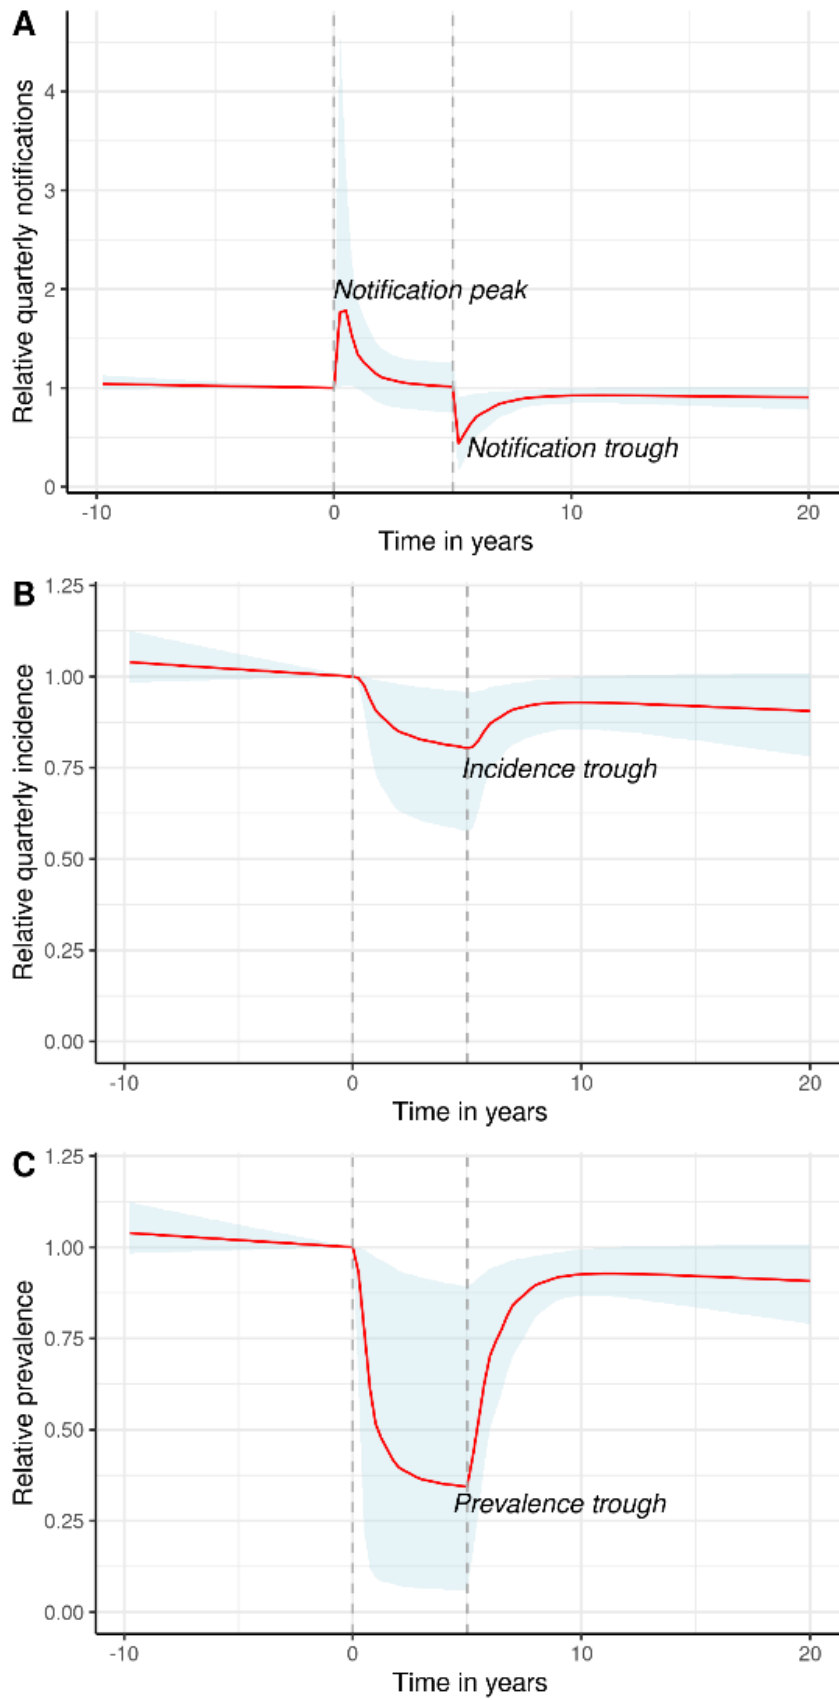 A
Relative quarterly notifications
4
3
2
1
0
Notification peak
Notification trough
-10 0 10 20
Time in years
B
Relative quarterly incidence
1.25
1.00
0.75
0.50
0.25
0.00
Incidence trough
-10 0 10 20
Time in years
C
Relative prevalence
1.25
1.00
0.75
0.50
0.25
0.00
Prevalence trough
-10 0 10 20
Time in years